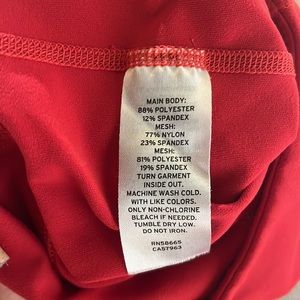 MAIN BODY:
88% POLYESTER
12% SPANDEX
MESH:
77% NYLON
23% SPANDEX
MESH:
81% POLYESTER
19% SPANDEX
TURN GARMENT
INSIDE OUT.
MACHINE WASH COLD.
WITH LIKE COLORS.
ONLY NON-CHLORINE
BLEACH IF NEEDED.
TUMBLE DRY LOW.
DO NOT IRON.
RN58665
CA57963